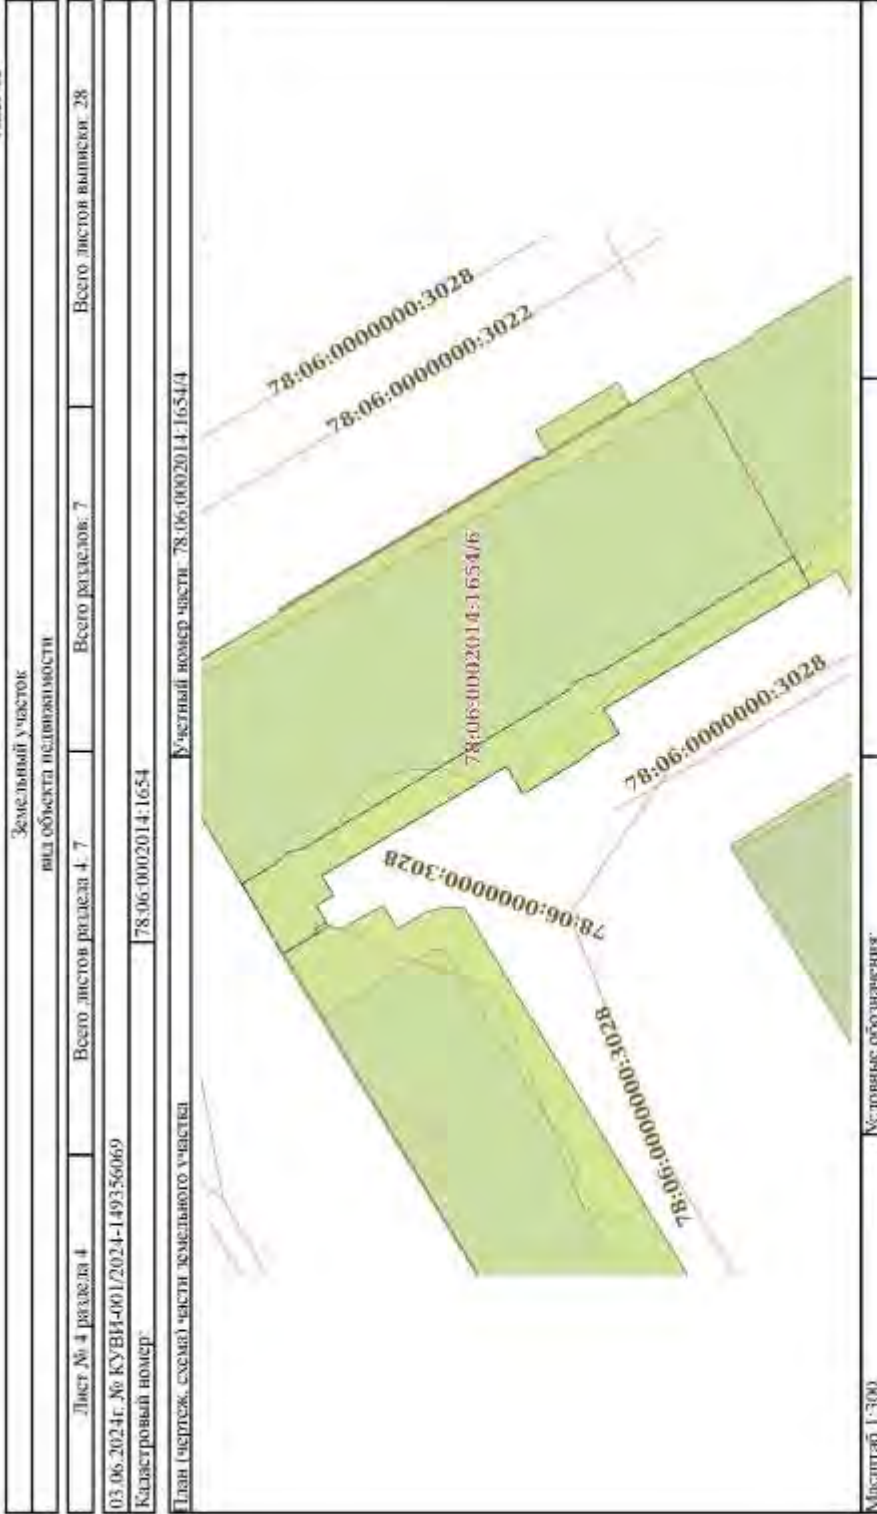 Земельный участок
вид объекта недвижимости
Лист № 4 раздела 4 Всего листов раздела 4: 7 Всего разделов: 7 Всего листов выписки: 28
03.06.2024г. № КУВИ-001/2024-149356069
Кадастровый номер: 78:06:0002014:1654
План (чертеж, схема) части земельного участка Учетный номер части: 78:06:0002014:1654/4
78:06:0000000:3028
78:06:0000000:3022
78:06:0002014:1654/6
78:06:0000000:3028
78:06:0000000:3028
78:06:0000000:3028
Масштаб 1:300 Условные обозначения: